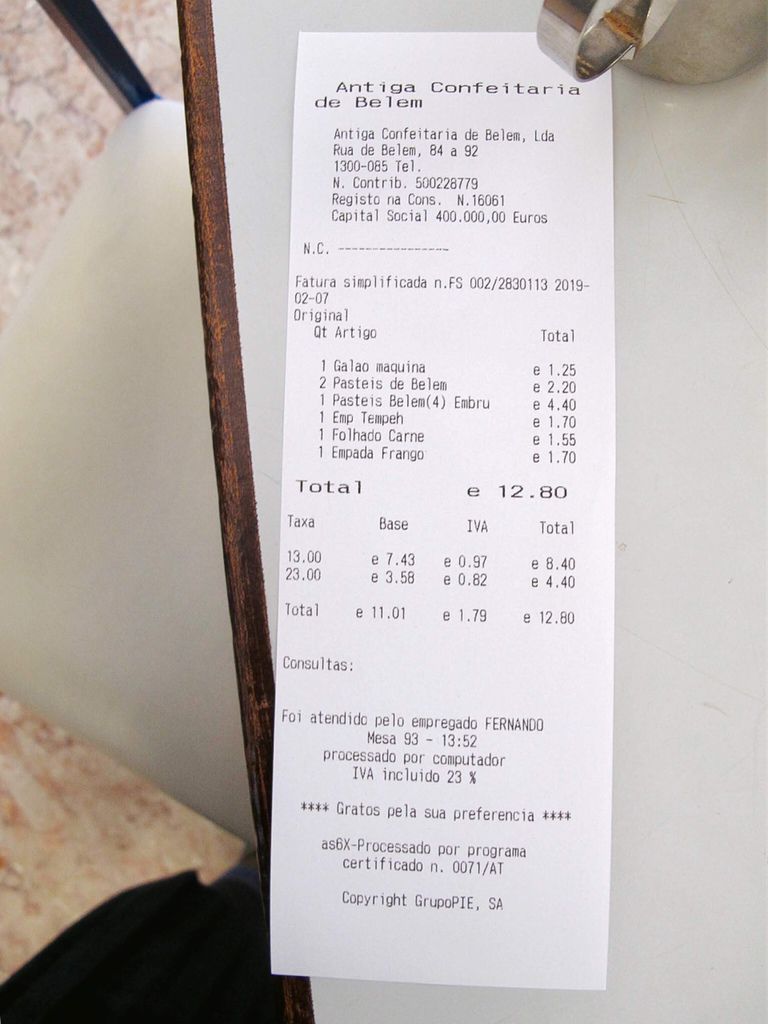 Antiga Confeitaria
de Belem
Antiga Confeitaria de Belem, Lda
Rua de Belem, 84 a 92
1300-085 Tel.
N. Contrib. 500228779
Registo na Cons. N.16061
Capital Social 400.000,00 Euros
N.C. ------------------
Fatura simplificada n.FS 002/2830113 2019-
02-07
Original
Qt Artigo Total
1 Galao maquina e 1.25
2 Pasteis de Belem e 2.20
1 Pasteis Belem(4) Embru e 4.40
1 Emp Tempeh e 1.70
1 Folhado Carne e 1.55
1 Empada Frango e 1.70
Total e 12.80
Taxa Base IVA Total
13.00 e 7.43 e 0.97 e 8.40
23.00 e 3.58 e 0.82 e 4.40
Total e 11.01 e 1.79 e 12.80
Consultas:
Foi atendido pelo empregado FERNANDO
Mesa 93 - 13:52
processado por computador
IVA incluido 23 %
**** Gratos pela sua preferencia ****
as6X-Processado por programa
certificado n. 0071/AT
Copyright GrupoPIE, SA